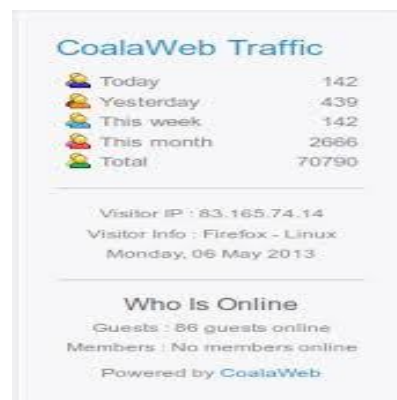 CoalaWeb Traffic
Today 142
Yesterday 439
This week 142
This month 2666
Total 70790
Visitor IP : 83.165.74.14
Visitor Info : Firefox - Linux
Monday, 06 May 2013
Who Is Online
Guests : 86 guests online
Members : No members online
Powered by CoalaWeb